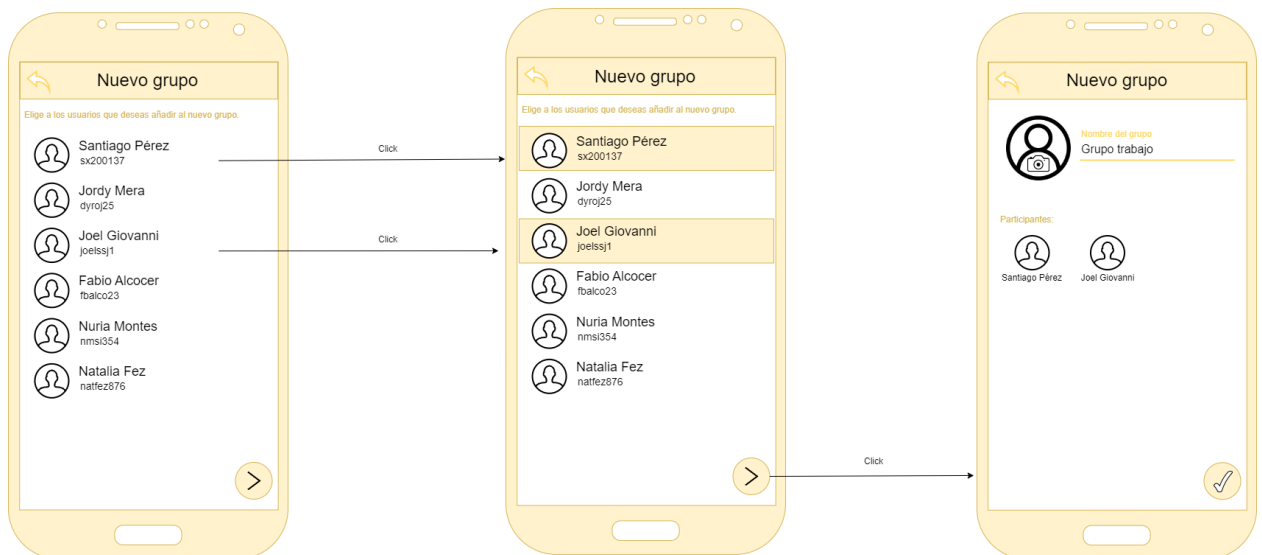 Nuevo grupo
Elige a los usuarios que deseas añadir al nuevo grupo.
Santiago Pérez
sx200137
Jordy Mera
dyroj25
Joel Giovanni
joelssj1
Fabio Alcocer
fbalco23
Nuria Montes
nmsi354
Natalia Fez
natfez876
Click
Click
Nuevo grupo
Elige a los usuarios que deseas añadir al nuevo grupo.
Santiago Pérez
sx200137
Jordy Mera
dyroj25
Joel Giovanni
joelssj1
Fabio Alcocer
fbalco23
Nuria Montes
nmsi354
Natalia Fez
natfez876
Click
Nuevo grupo
Nombre del grupo
Grupo trabajo
Participantes:
Santiago Pérez
Joel Giovanni